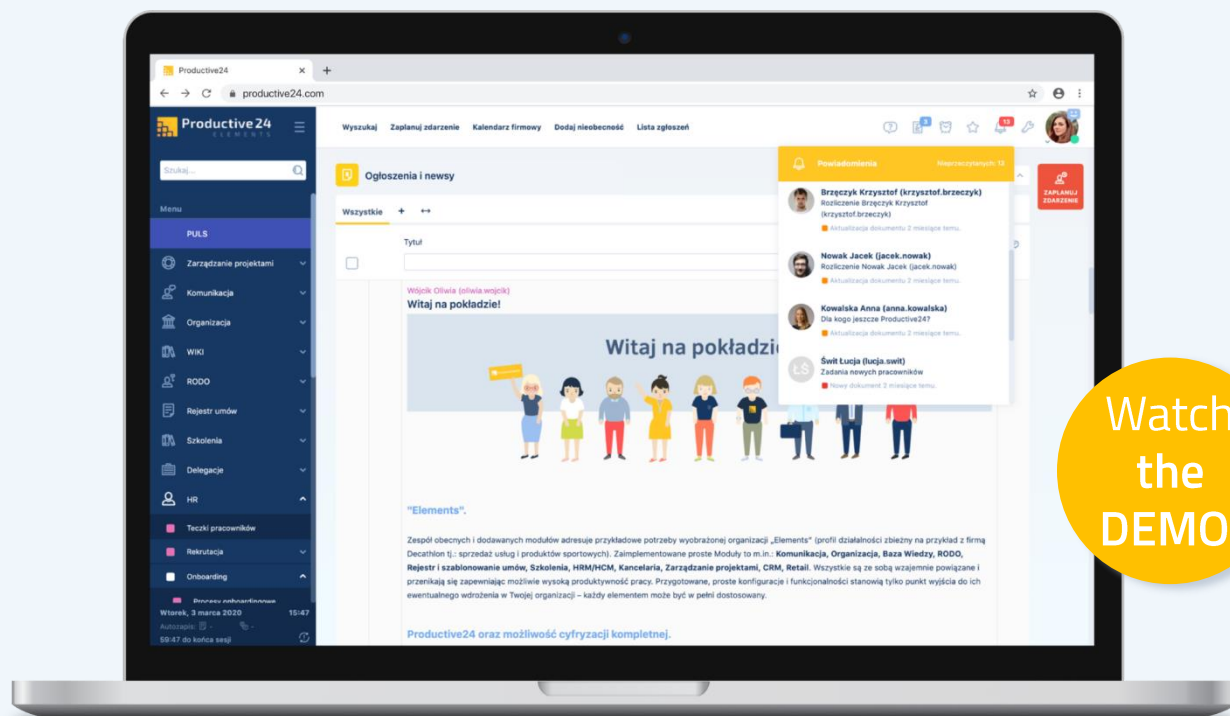 Productive24
productive24.com
Productive24
ELEMENTS
Wyszukaj Zaplanuj zdarzenie Kalendarz firmowy Dodaj nieobecność Lista zgłoszeń
3
13
Szukaj...
Menu
PULS
Zarządzanie projektami
Komunikacja
Organizacja
WIKI
RODO
Rejestr umów
Szkolenia
Delegacje
HR
Teczki pracowników
Rekrutacja
Onboarding
Procesy onboardingowe
Wtorek, 3 marca 2020 15:47
Autozapis: - -
59:47 do końca sesji
Ogłoszenia i newsy
Wszystkie
Tytuł
Wójcik Oliwia (oliwia.wojcik)
Witaj na pokładzie!
Witaj na pokładzi
"Elements".
Zespół obecnych i dodawanych modułów adresuje przykładowe potrzeby wyobrażonej organizacji „Elements" (profil działalności zbieżny na przykład z firmą
Decathlon tj.: sprzedaż usług i produktów sportowych). Zaimplementowane proste Moduły to m.in.: Komunikacja, Organizacja, Baza Wiedzy, RODO,
Rejestr i szablonowanie umów, Szkolenia, HRM/HCM, Kancelaria, Zarządzanie projektami, CRM, Retail. Wszystkie są ze sobą wzajemnie powiązane i
przenikają się zapewniając możliwie wysoką produktywność pracy. Przygotowane, proste konfiguracje i funkcjonalności stanowią tylko punkt wyjścia do ich
ewentualnego wdrożenia w Twojej organizacji – każdy elementem może być w pełni dostosowany.
Productive24 oraz możliwość cyfryzacji kompletnej.
Powiadomienia Nieprzeczytanych: 13
Brzęczyk Krzysztof (krzysztof.brzeczyk)
Rozliczenie Brzęczyk Krzysztof
(krzysztof.brzeczyk)
Aktualizacja dokumentu 2 miesiące temu.
Nowak Jacek (jacek.nowak)
Rozliczenie Nowak Jacek (jacek.nowak)
Aktualizacja dokumentu 2 miesiące temu.
Kowalska Anna (anna.kowalska)
Dla kogo jeszcze Productive24?
Aktualizacja dokumentu 2 miesiące temu.
ŁŚ
Świt Łucja (lucja.swit)
Zadania nowych pracowników
Nowy dokument 2 miesiące temu.
ZAPLANUJ
ZDARZENIE
Watch
the
DEMO